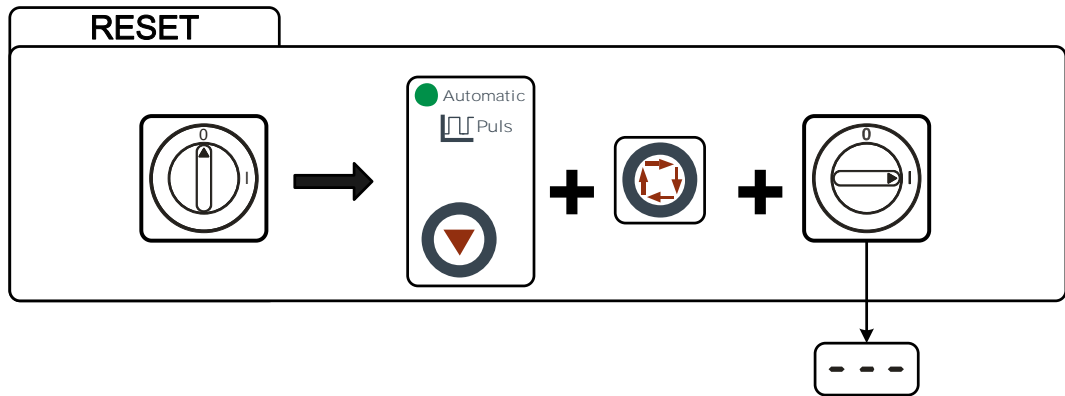 RESET
Automatic
Puls
0
I
0
I
- - -